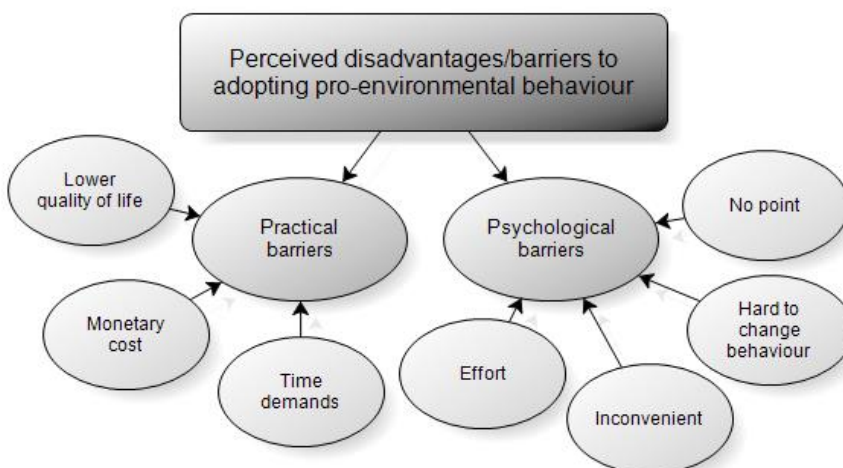 Perceived disadvantages/barriers to
adopting pro-environmental behaviour
Lower
quality of life
Practical
barriers
Psychological
barriers
No point
Monetary
cost
Time
demands
Effort
Inconvenient
Hard to
change
behaviour